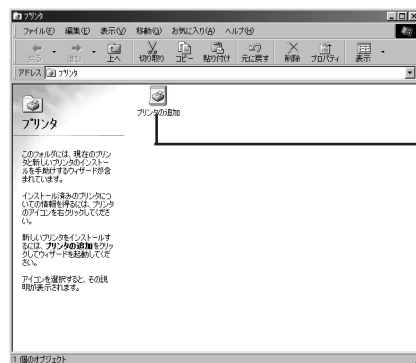 プリンタ
ファイル(F) 編集(E) 表示(V) 移動(G) お気に入り(A) ヘルプ(H)
戻る 進む 上へ 切り取り コピー 貼り付け 元に戻す 削除 プロパティ 表示
アドレス プリンタ
プリンタ
プリンタの追加
このフォルダには、現在のプリン
タと新しいプリンタのインストー
ルを手助けするウィザードが含
まれています。
インストール済みのプリンタにつ
いての情報を得るには、プリンタ
のアイコンを右クリックしてくださ
い。
新しいプリンタをインストールす
るには、プリンタの追加をクリッ
クしてウィザードを起動してくだ
さい。
アイコンを選択すると、その説
明が表示されます。
1 個のオブジェクト